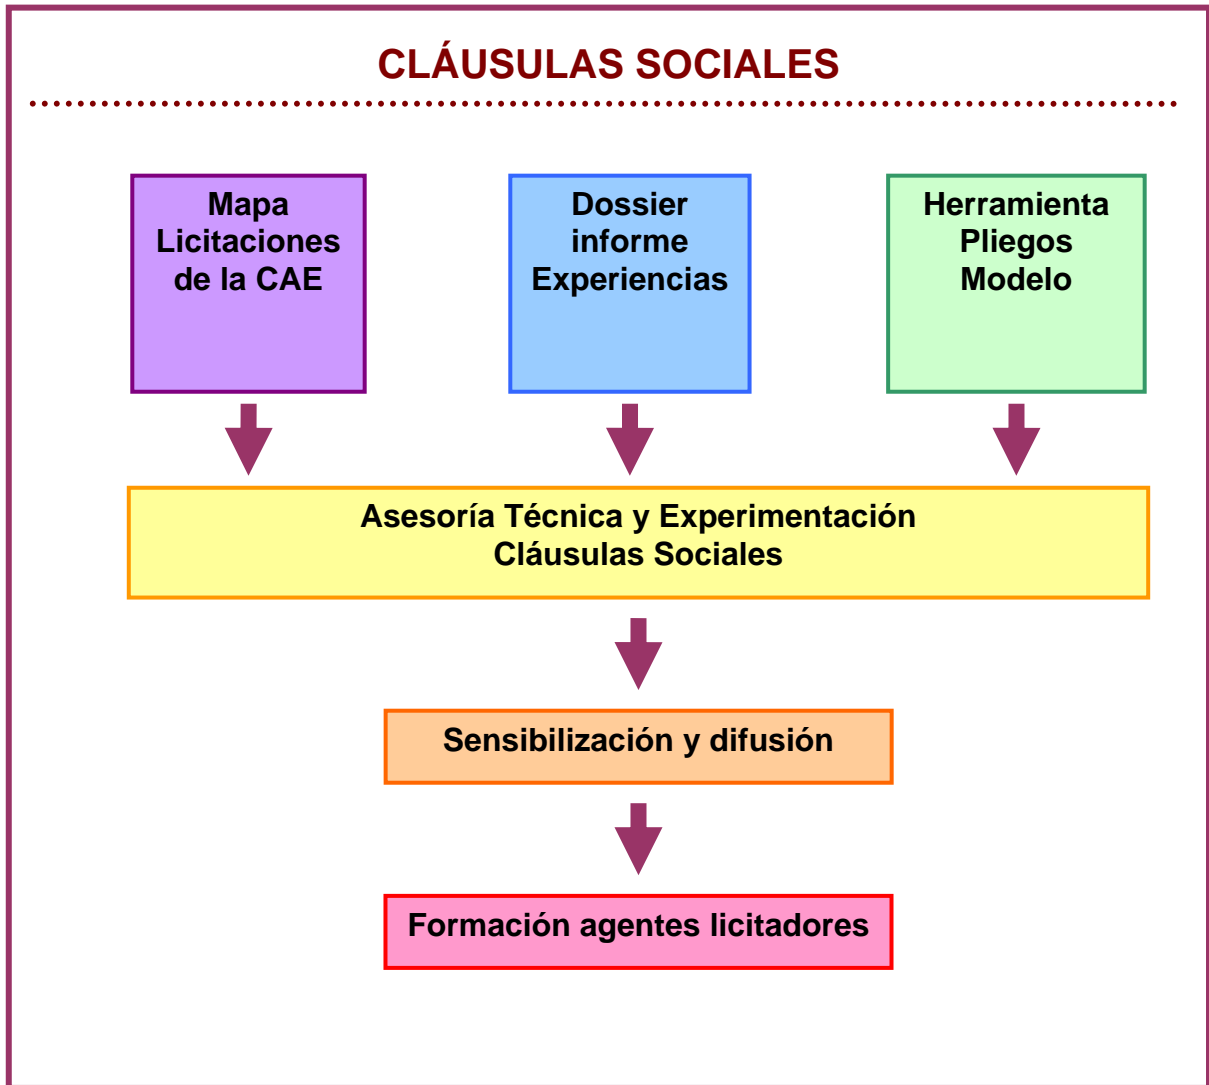 CLÁUSULAS SOCIALES
Mapa
Licitaciones
de la CAE
Dossier
informe
Experiencias
Herramienta
Pliegos
Modelo
Asesoría Técnica y Experimentación
Cláusulas Sociales
Sensibilización y difusión
Formación agentes licitadores